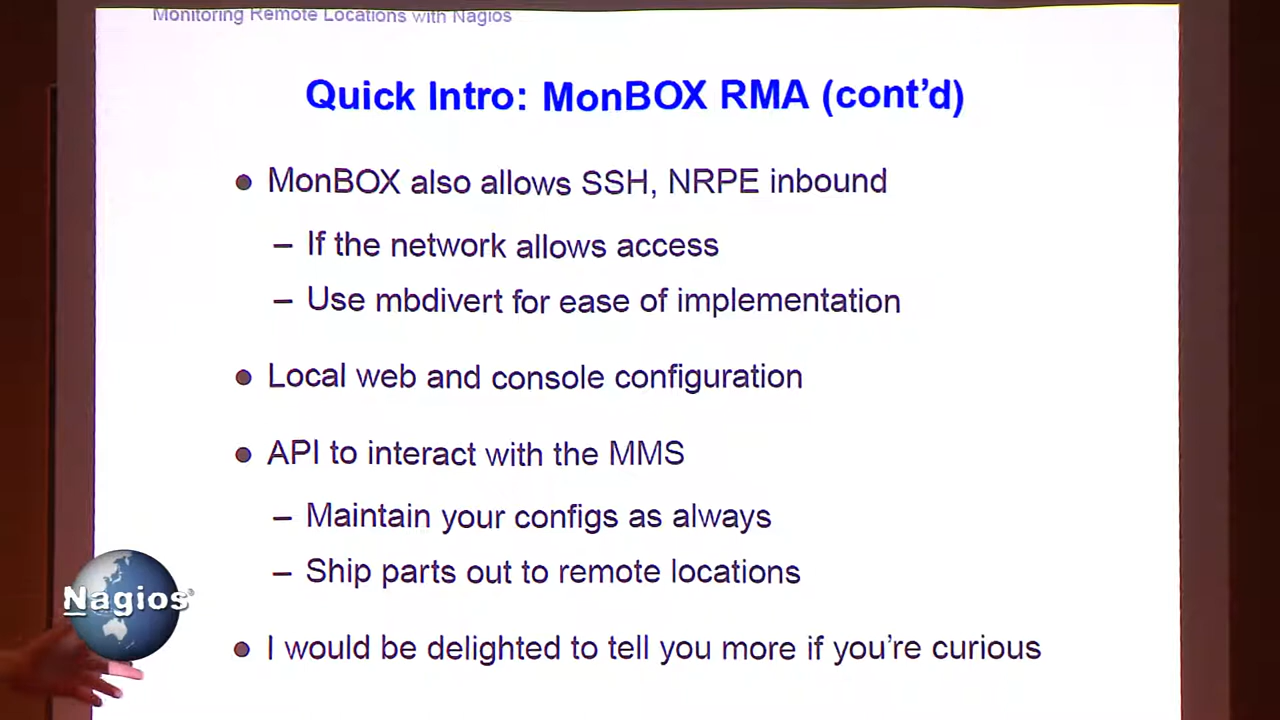 Monitoring Remote Locations with Nagios
Quick Intro: MonBOX RMA (cont'd)
• MonBOX also allows SSH, NRPE inbound
– If the network allows access
– Use mbdivert for ease of implementation
• Local web and console configuration
• API to interact with the MMS
– Maintain your configs as always
– Ship parts out to remote locations
Nagios®
• I would be delighted to tell you more if you're curious